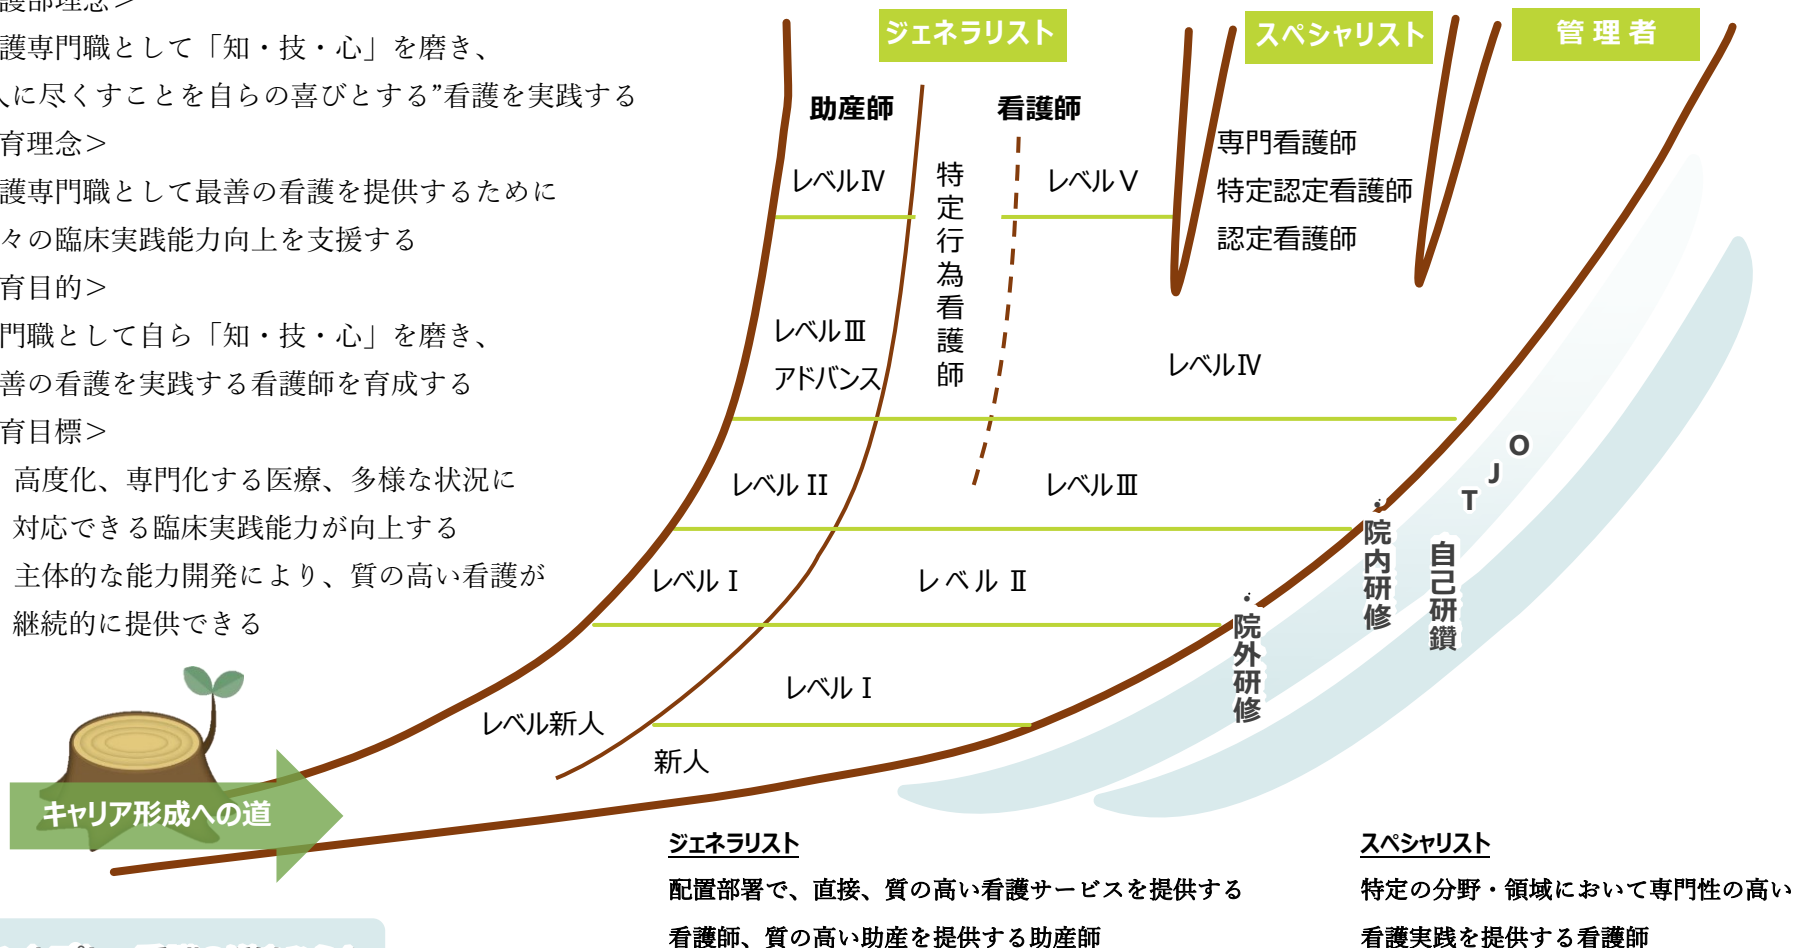 護部理念＞
護専門職として「知・技・心」を磨き、
人に尽くすことを自らの喜びとする”看護を実践する
育理念＞
護専門職として最善の看護を提供するために
々の臨床実践能力向上を支援する
育目的＞
門職として自ら「知・技・心」を磨き、
善の看護を実践する看護師を育成する
育目標＞
高度化、専門化する医療、多様な状況に
対応できる臨床実践能力が向上する
主体的な能力開発により、質の高い看護が
継続的に提供できる
キャリア形成への道
ジェネラリスト
スペシャリスト
管理者
助産師
看護師
レベルⅣ
特定行為看護師
レベルⅤ
専門看護師
特定認定看護師
認定看護師
レベルⅢ
アドバンス
レベルⅣ
レベル II
レベルⅢ
レベル I
レベル Ⅱ
レベル I
レベル新人
新人
OJT
・院内研修
自己研鑽
・院外研修
ジェネラリスト
配置部署で、直接、質の高い看護サービスを提供する
看護師、質の高い助産を提供する助産師
スペシャリスト
特定の分野・領域において専門性の高い
看護実践を提供する看護師